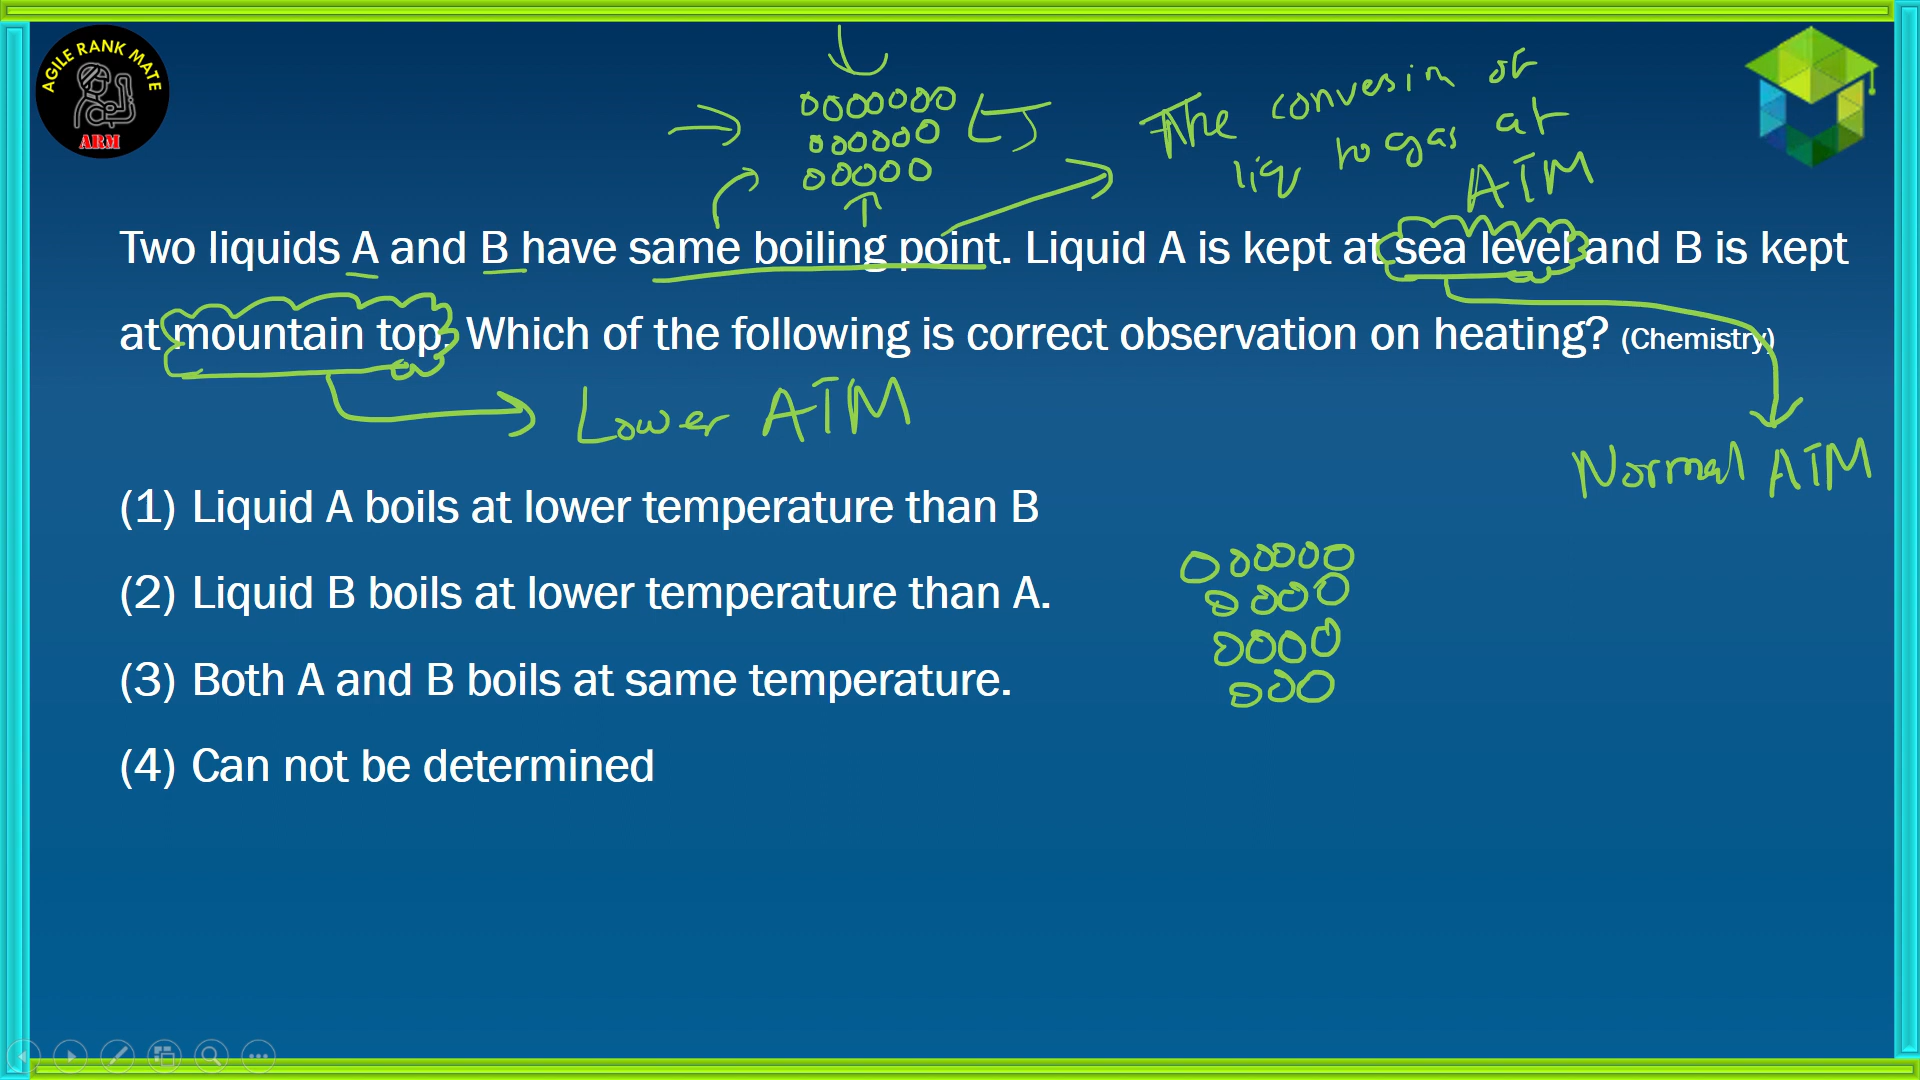 AGILE RANK MATE
ARM
The conversin of
liq to gas at
ATM
Two liquids A and B have same boiling point. Liquid A is kept at sea level and B is kept
at mountain top. Which of the following is correct observation on heating? (Chemistry)
Lower ATM
Normal ATM
(1) Liquid A boils at lower temperature than B
(2) Liquid B boils at lower temperature than A.
(3) Both A and B boils at same temperature.
(4) Can not be determined